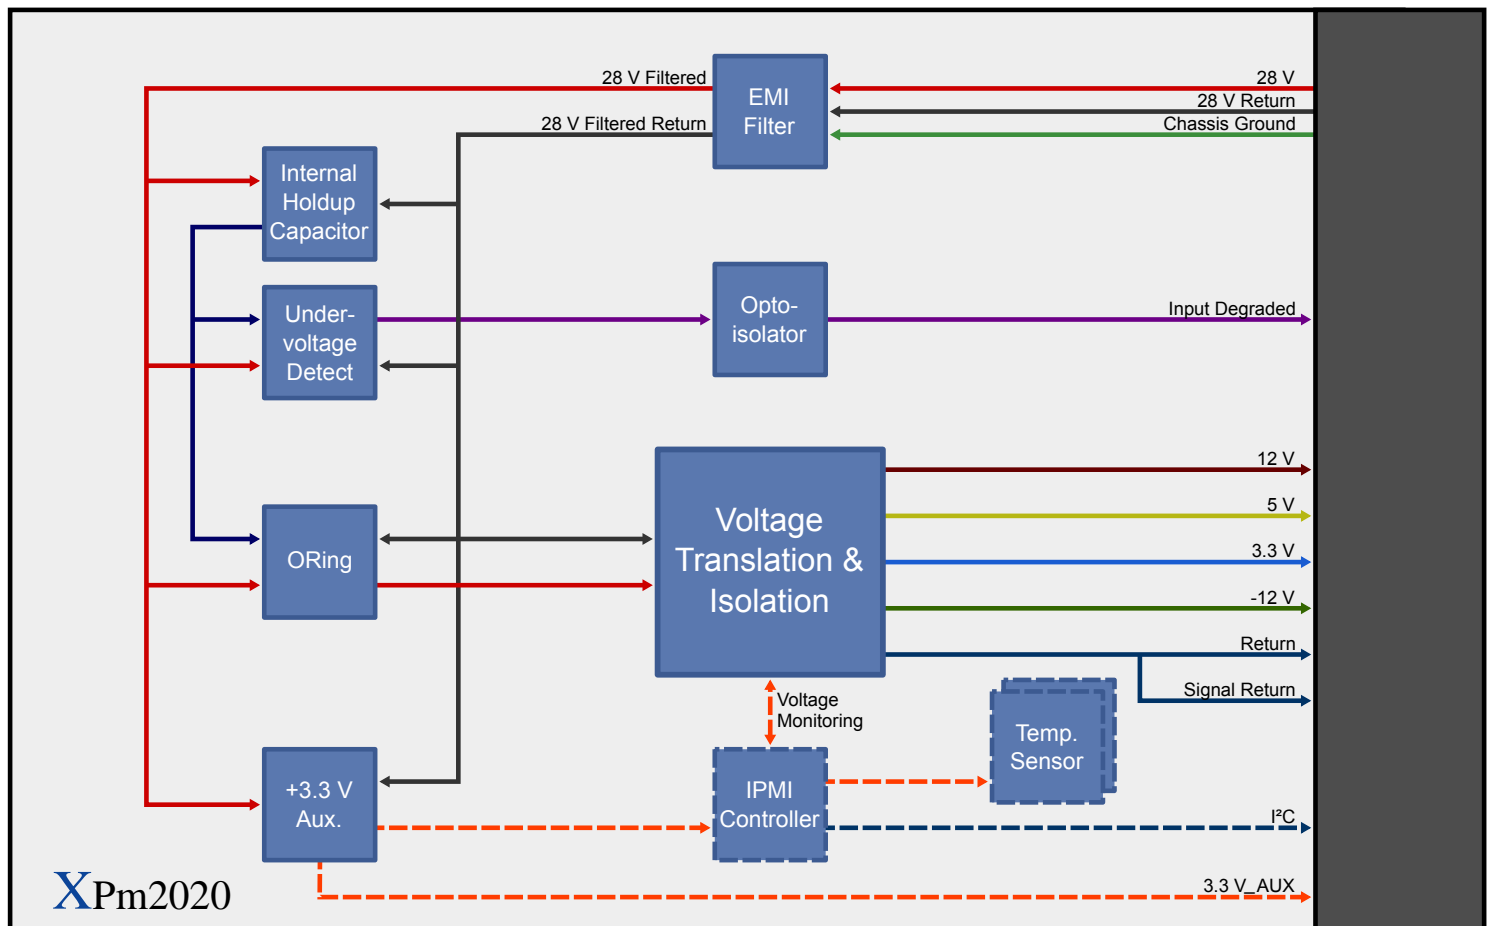 28 V Filtered
EMI
Filter
28 V
28 V Return
Chassis Ground
28 V Filtered Return
Internal
Holdup
Capacitor
Under-
voltage
Detect
Opto-
isolator
Input Degraded
ORing
Voltage
Translation &
Isolation
12 V
5 V
3.3 V
-12 V
Return
Signal Return
Voltage
Monitoring
Temp.
Sensor
+3.3 V
Aux.
IPMI
Controller
I²C
3.3 V_AUX
XPm2020